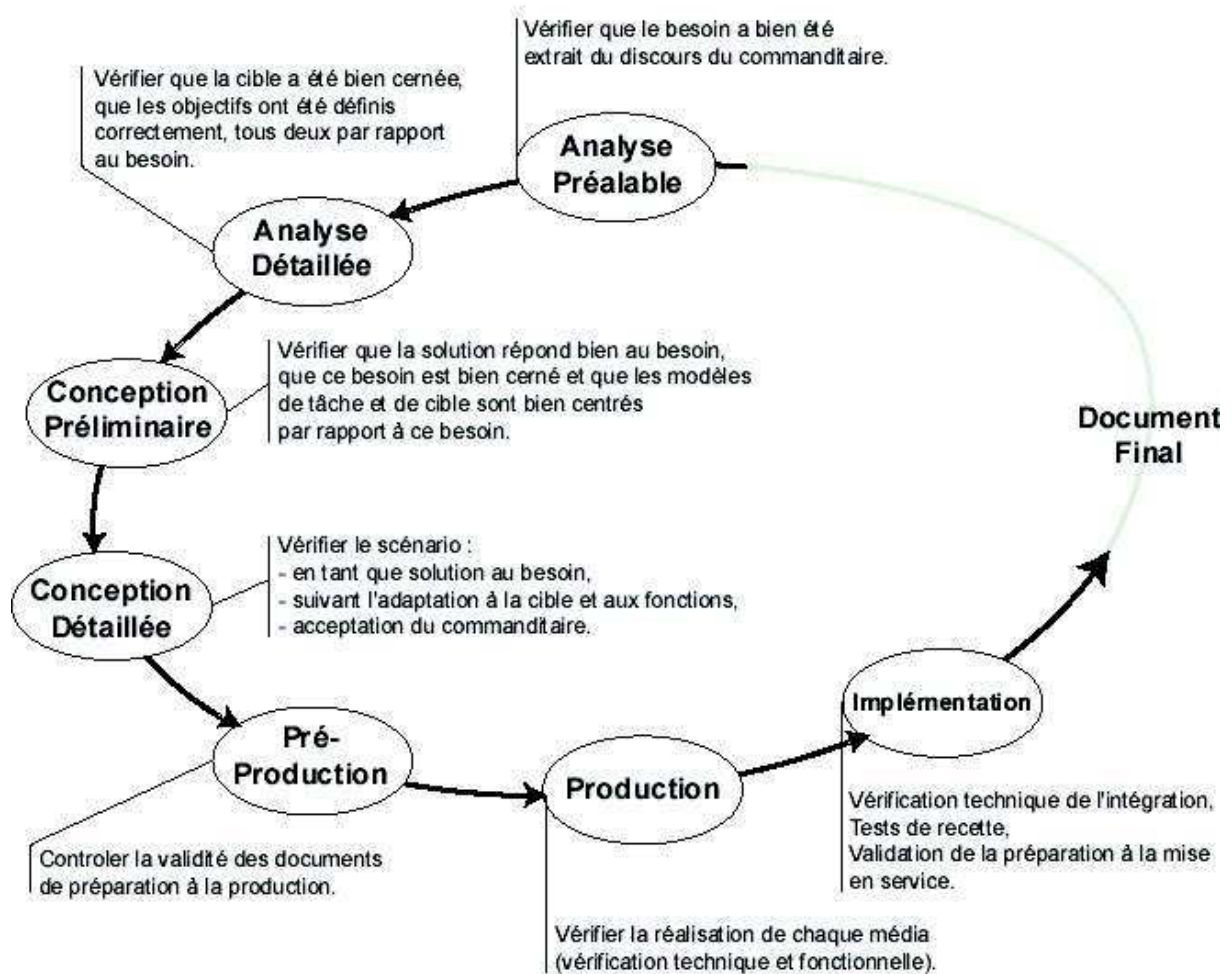 Vérifier que le besoin a bien été
extrait du discours du commanditaire.
Analyse
Préalable
Vérifier que la cible a été bien cernée,
que les objectifs ont été définis
correctement, tous deux par rapport
au besoin.
Analyse
Détaillée
Conception
Préliminaire
Vérifier que la solution répond bien au besoin,
que ce besoin est bien cerné et que les modèles
de tâche et de cible sont bien centrés
par rapport à ce besoin.
Conception
Détaillée
Vérifier le scénario :
- en tant que solution au besoin,
- suivant l'adaptation à la cible et aux fonctions,
- acceptation du commanditaire.
Pré-
Production
Controler la validité des documents
de préparation à la production.
Production
Vérifier la réalisation de chaque média
(vérification technique et fonctionnelle).
Implémentation
Vérification technique de l'intégration,
Tests de recette,
Validation de la préparation à la mise
en service.
Document
Final